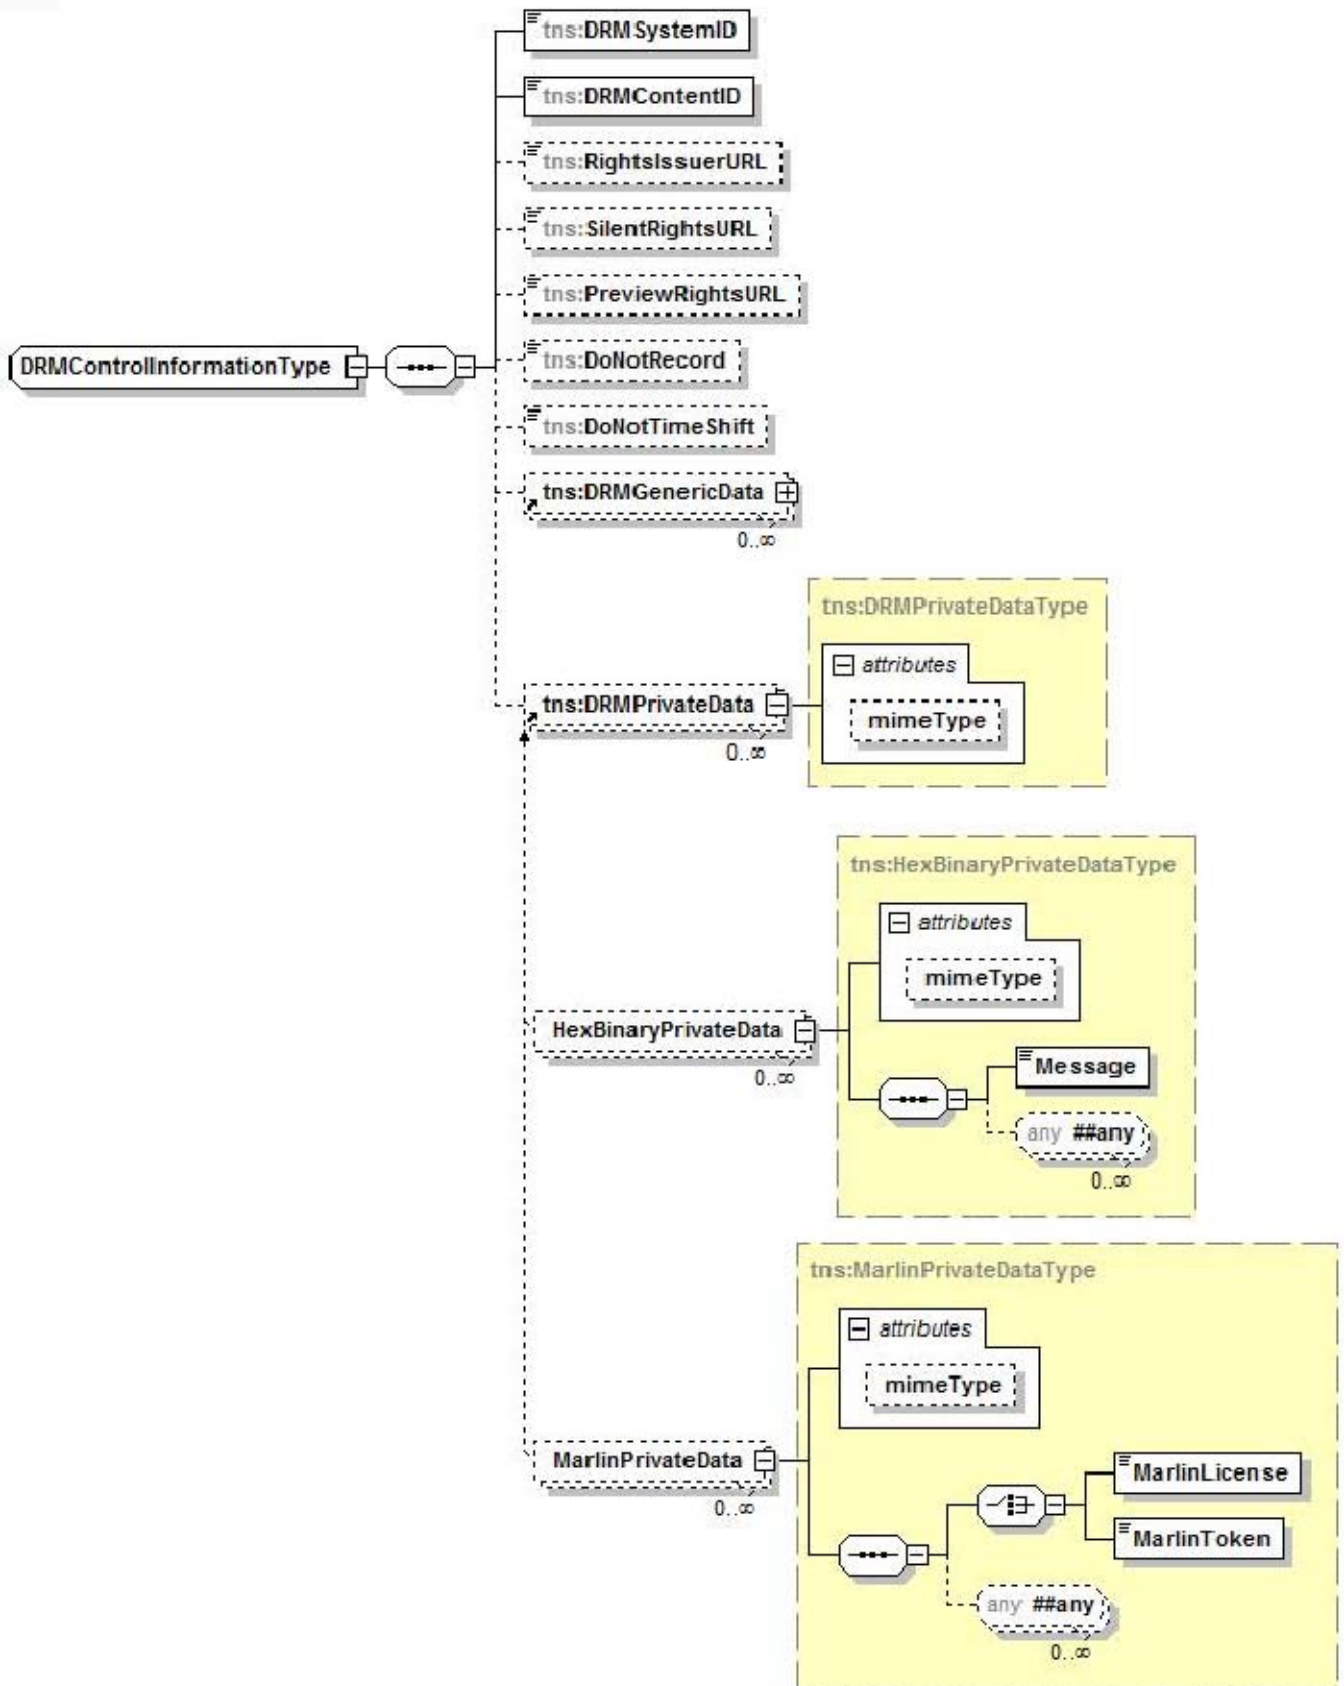 tns:DRMSystemID
tns:DRMContentID
tns:RightsIssuerURL
tns:SilentRightsURL
tns:PreviewRightsURL
DRMControlInformationType
tns:DoNotRecord
tns:DoNotTimeShift
tns:DRMGenericData
0..∞
tns:DRMPrivateDataType
attributes
tns:DRMPrivateData
mimeType
0..∞
tns:HexBinaryPrivateDataType
attributes
mimeType
HexBinaryPrivateData
0..∞
Message
any ##any
0..∞
tns:MarlinPrivateDataType
attributes
mimeType
MarlinPrivateData
0..∞
MarlinLicense
MarlinToken
any ##any
0..∞